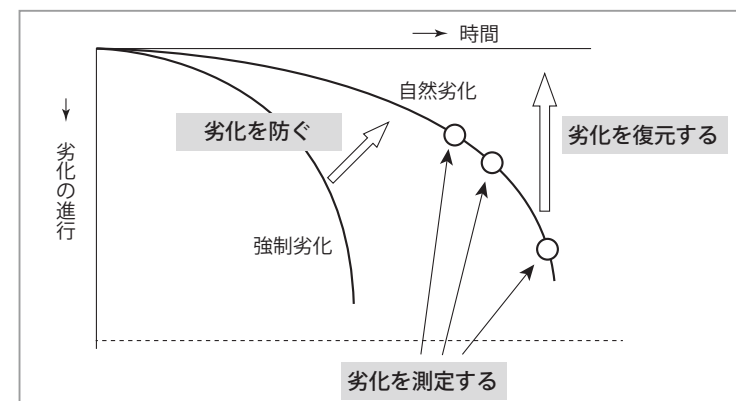 → 時間
自然劣化
劣化を防ぐ
劣化を復元する
→ 劣化の進行
強制劣化
劣化を測定する